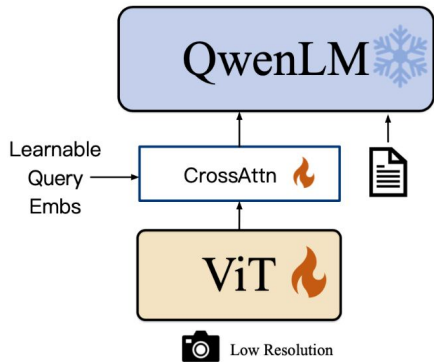 QwenLM
Learnable
Query
Embs
CrossAttn
ViT
Low Resolution